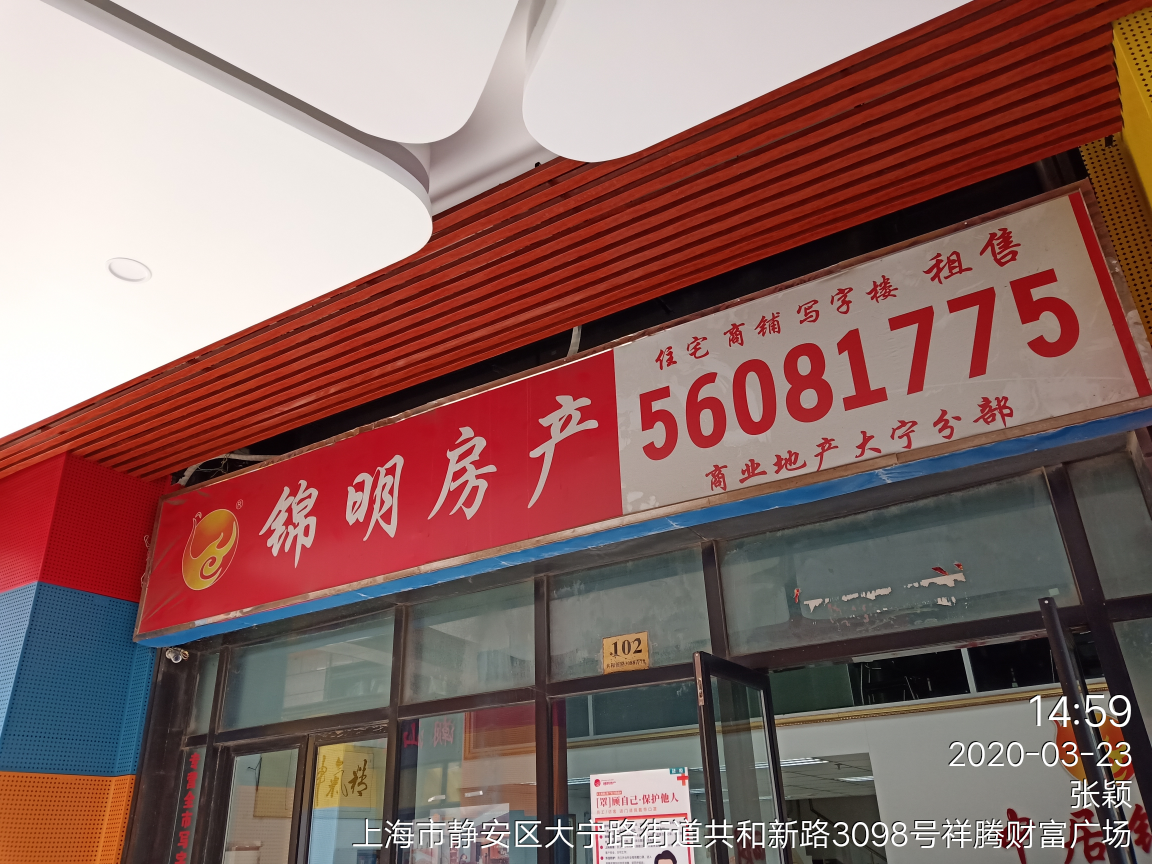 住宅 商铺 写字楼 租售
锦明房产
®
56081775
商业地产大宁分部
102
[罩]顾自己·保护他人
14:59
2020-03-23
张颖
上海市静安区大宁路街道共和新路3098号祥腾财富广场